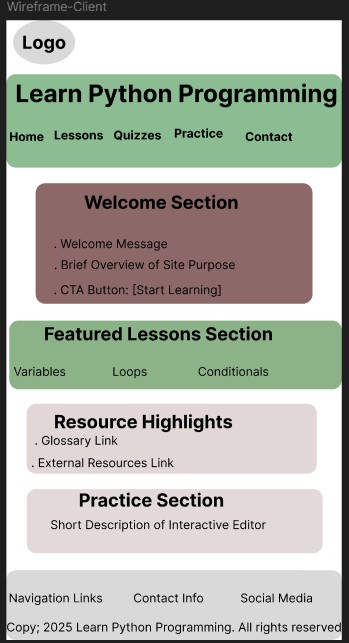 Wireframe-Client
Logo
Learn Python Programming
Home Lessons Quizzes Practice Contact
Welcome Section
. Welcome Message
. Brief Overview of Site Purpose
. CTA Button: [Start Learning]
Featured Lessons Section
Variables Loops Conditionals
Resource Highlights
. Glossary Link
. External Resources Link
Practice Section
Short Description of Interactive Editor
Navigation Links Contact Info Social Media
Copy; 2025 Learn Python Programming. All rights reserved